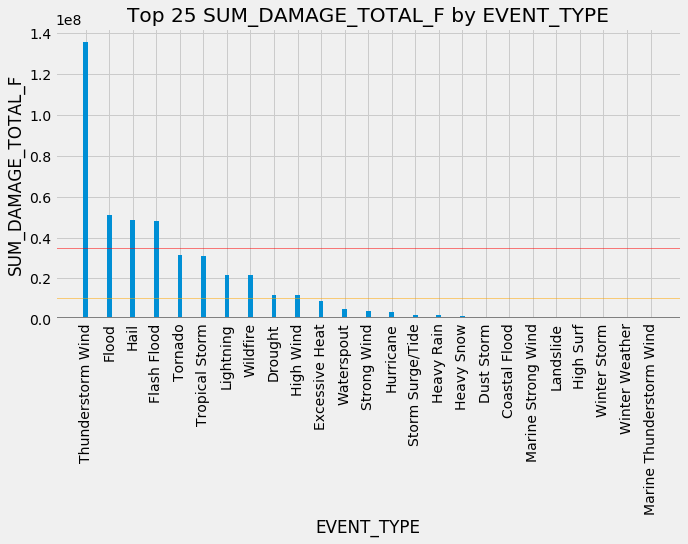 Top 25 SUM_DAMAGE_TOTAL_F by EVENT_TYPE
1e8
1.4
1.2
1.0
0.8
0.6
0.4
0.2
0.0
SUM_DAMAGE_TOTAL_F
Thunderstorm Wind
Flood
Hail
Flash Flood
Tornado
Tropical Storm
Lightning
Wildfire
Drought
High Wind
Excessive Heat
Waterspout
Strong Wind
Hurricane
Storm Surge/Tide
Heavy Rain
Heavy Snow
Dust Storm
Coastal Flood
Marine Strong Wind
Landslide
High Surf
Winter Storm
Winter Weather
Marine Thunderstorm Wind
EVENT_TYPE